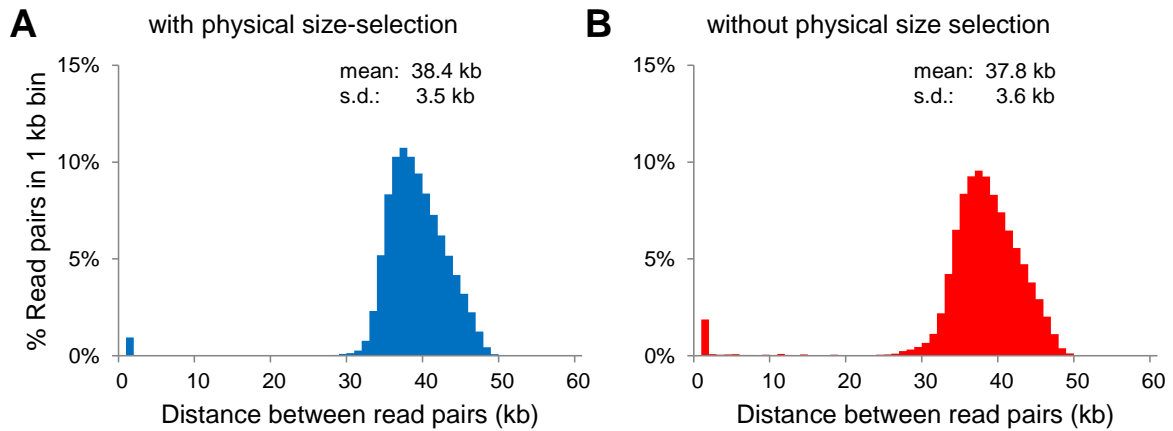 A
with physical size-selection
mean: 38.4 kb
s.d.: 3.5 kb
% Read pairs in 1 kb bin
15%
10%
5%
0%
0 10 20 30 40 50 60
Distance between read pairs (kb)
B
without physical size selection
mean: 37.8 kb
s.d.: 3.6 kb
15%
10%
5%
0%
0 10 20 30 40 50 60
Distance between read pairs (kb)